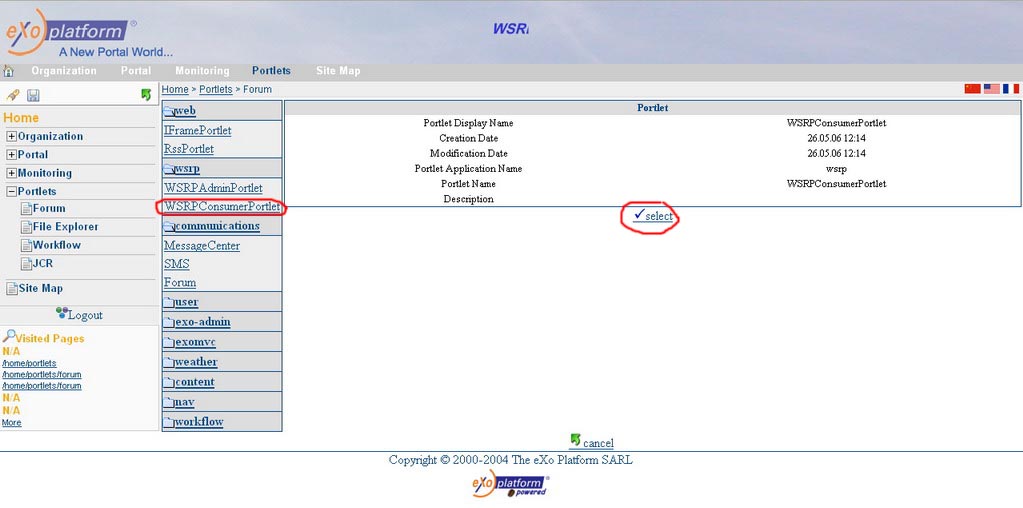 eXo platform®
A New Portal World...
WSR
Organization Portal Monitoring Portlets Site Map
Home > Portlets > Forum
Home
Organization
Portal
Monitoring
Portlets
Forum
File Explorer
Workflow
JCR
Site Map
Logout
Visited Pages
N/A
/home/portlets
/home/portlets/forum
/home/portlets/forum
N/A
N/A
More
web
IFramePortlet
RssPortlet
wsrp
WSRPAdminPortlet
WSRPConsumerPortlet
communications
MessageCenter
SMS
Forum
user
exo-admin
exomvc
weather
content
nav
workflow
Portlet
Portlet Display Name WSRPConsumerPortlet
Creation Date 26.05.06 12:14
Modification Date 26.05.06 12:14
Portlet Application Name wsrp
Portlet Name WSRPConsumerPortlet
Description
select
cancel
Copyright © 2000-2004 The eXo Platform SARL
eXo platform®
powered